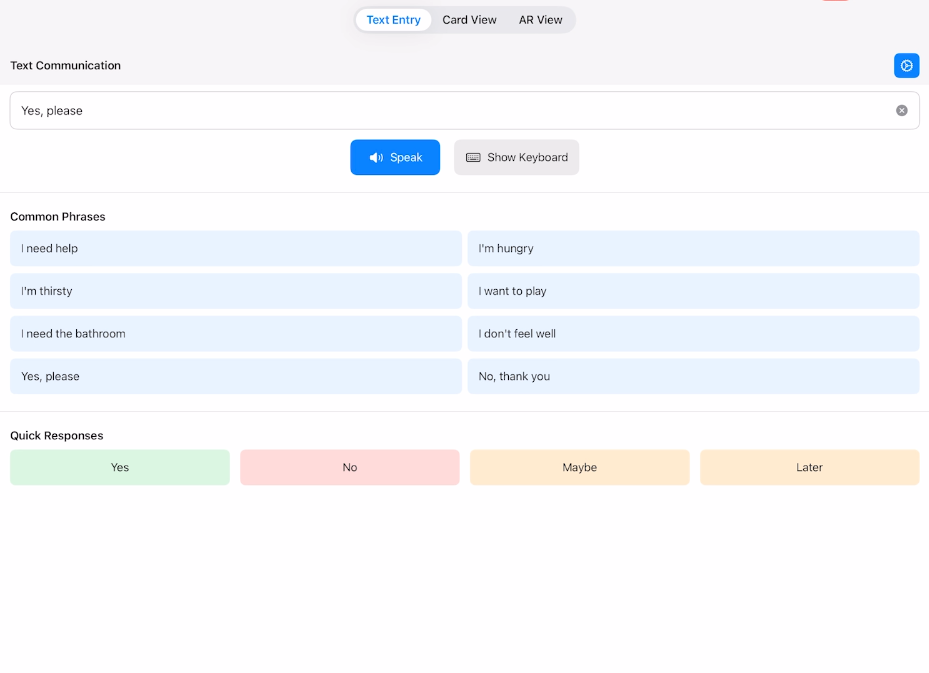 Text Entry Card View AR View
Text Communication
Yes, please
Speak Show Keyboard
Common Phrases
I need help I'm hungry
I'm thirsty I want to play
I need the bathroom I don't feel well
Yes, please No, thank you
Quick Responses
Yes No Maybe Later